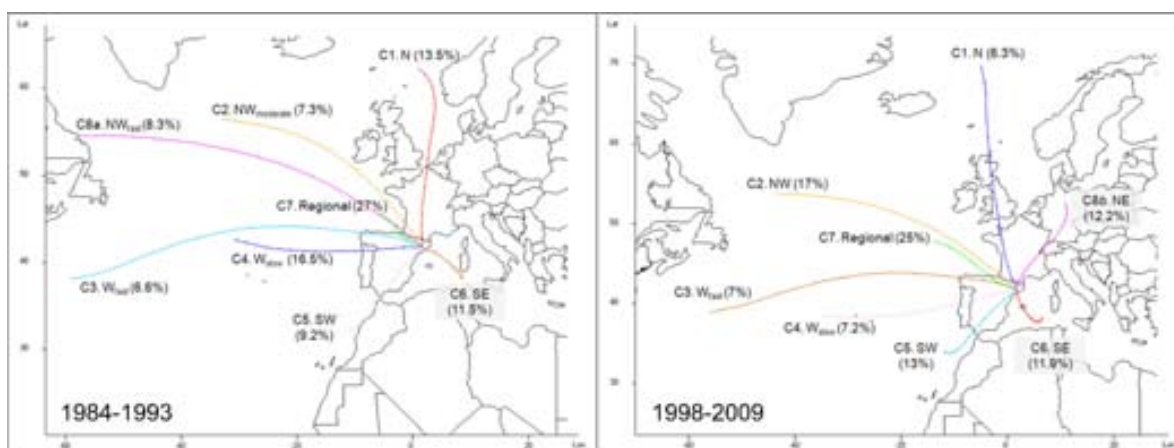 C1. N (13.5%)
C2. NWmoderate (7.3%)
C8a. NWfast (8.3%)
C7. Regional (27%)
C4. Wslow (16.5%)
C3. Wfast (6.6%)
C6. SE
(11.5%)
C5. SW
(9.2%)
1984-1993
C1. N (6.3%)
C2. NW (17%)
C8b. NE
(12.2%)
C7. Regional (25%)
C3. Wfast (7%)
C4. Wslow (7.2%)
C5. SW
(13%)
C6. SE
(11.9%)
1998-2009